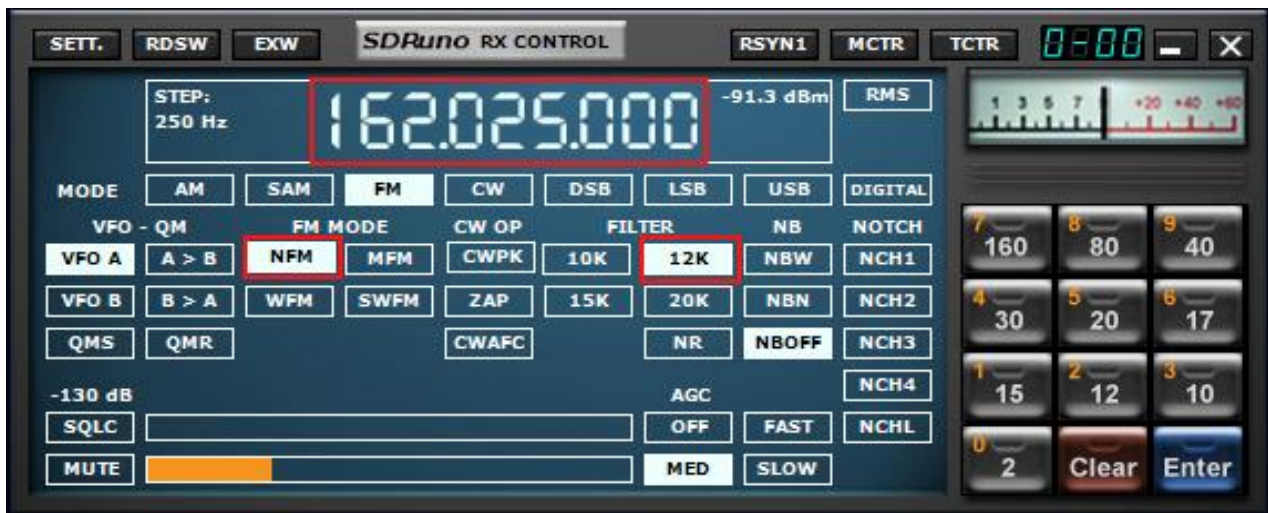 SETT. RDSW EXW SDRuno RX CONTROL RSYN1 MCTR TCTR 0-00 – X
STEP: 162.025.000 -91.3 dBm RMS
250 Hz
1 3 5 7 9 +20 +40 +60
MODE AM SAM FM CW DSB LSB USB DIGITAL
VFO - QM FM MODE CW OP FILTER NB NOTCH
VFO A A > B NFM MFM CWPK 10K 12K NBW NCH1
VFO B B > A WFM SWFM ZAP 15K 20K NBN NCH2
QMS QMR CWAFC NR NBOFF NCH3
-130 dB AGC NCH4
SQLC OFF FAST NCHL
MUTE MED SLOW
7 160 8 80 9 40
4 30 5 20 6 17
1 15 2 12 3 10
0 2 Clear Enter